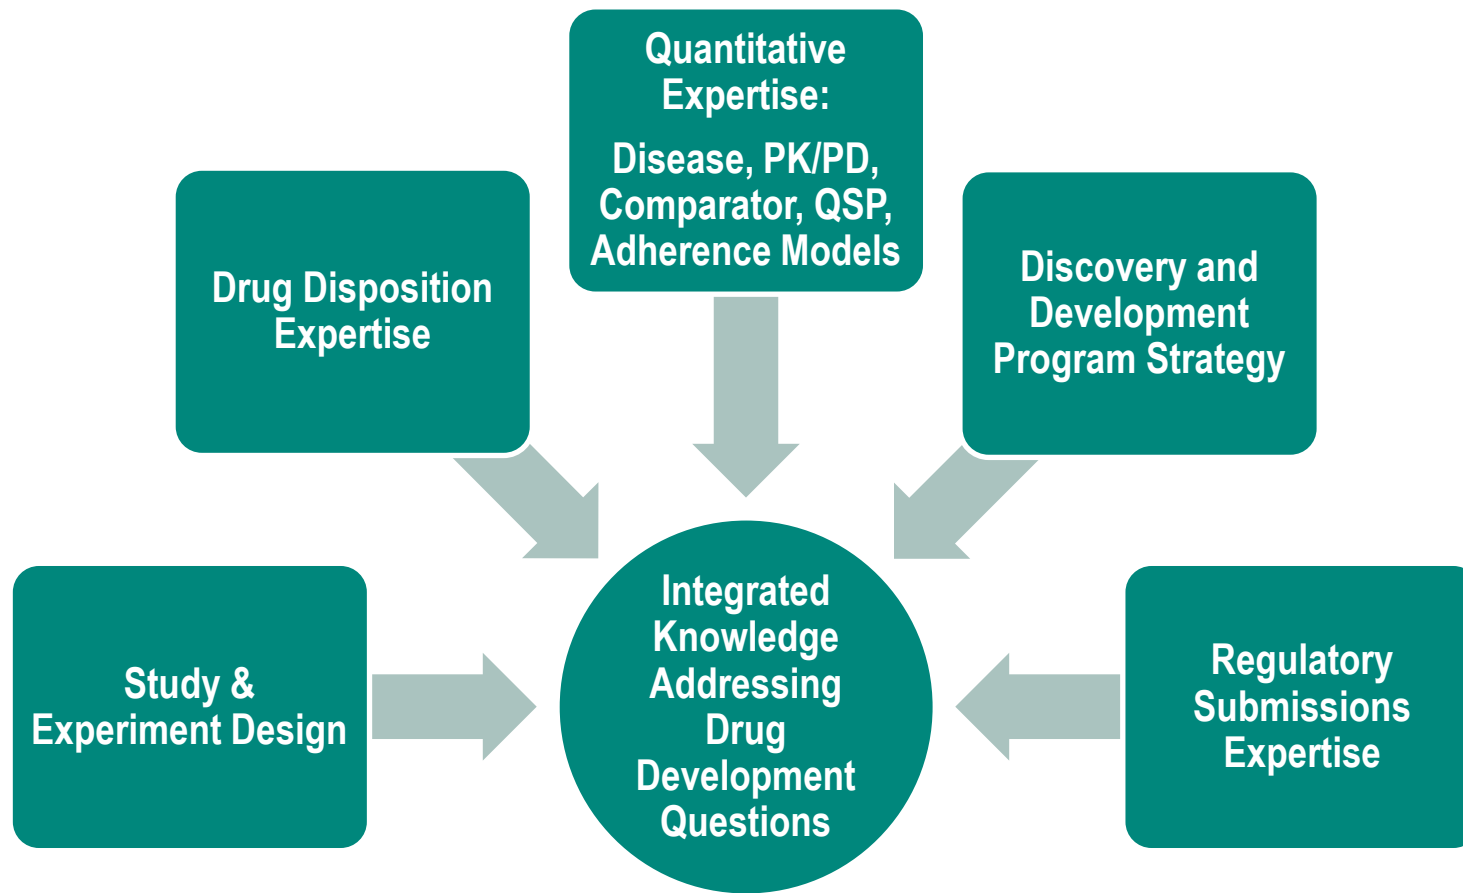 Quantitative
Expertise:
Disease, PK/PD,
Comparator, QSP,
Adherence Models
Drug Disposition
Expertise
Discovery and
Development
Program Strategy
Study &
Experiment Design
Integrated
Knowledge
Addressing
Drug
Development
Questions
Regulatory
Submissions
Expertise